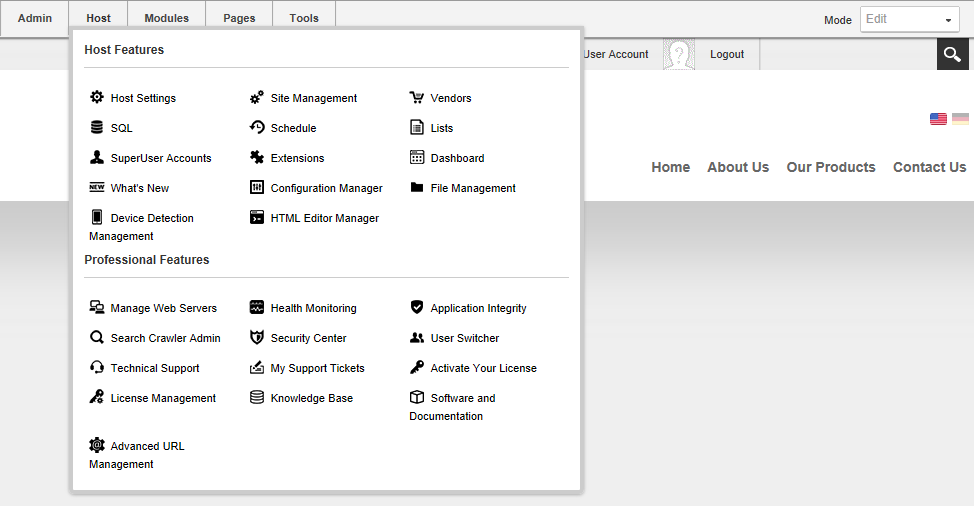 Admin Host Modules Pages Tools Mode Edit
User Account Logout
Home About Us Our Products Contact Us
Host Features
Host Settings Site Management Vendors
SQL Schedule Lists
SuperUser Accounts Extensions Dashboard
NEW What's New Configuration Manager File Management
Device Detection HTML Editor Manager
Management
Professional Features
Manage Web Servers Health Monitoring Application Integrity
Search Crawler Admin Security Center User Switcher
Technical Support My Support Tickets Activate Your License
License Management Knowledge Base Software and
Documentation
Advanced URL
Management